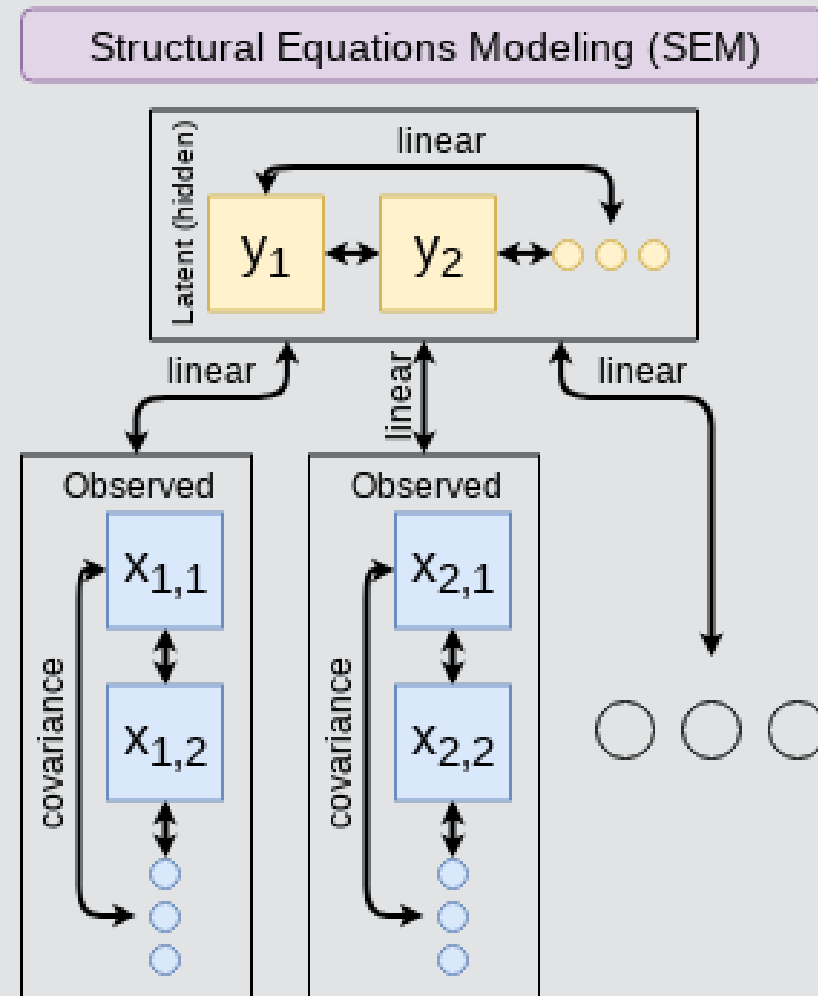 Structural Equations Modeling (SEM)
Latent (hidden)
linear
y1
y2
linear
linear
linear
Observed
x1,1
covariance
x1,2
Observed
x2,1
covariance
x2,2